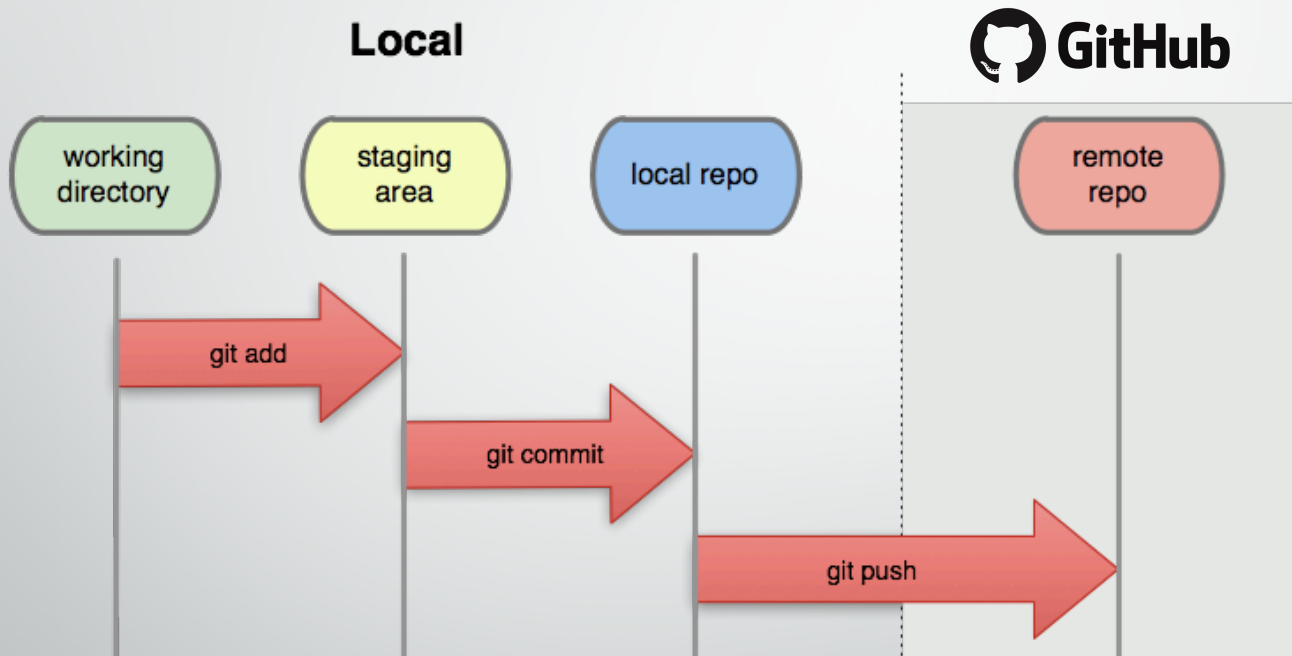 Local
GitHub
working
directory
staging
area
local repo
remote
repo
git add
git commit
git push